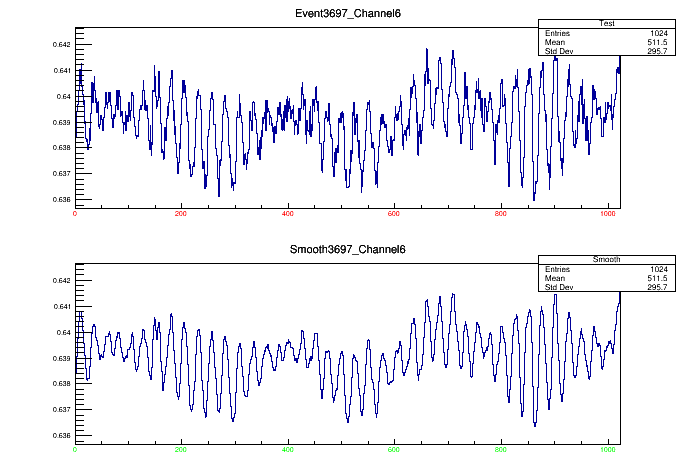 Event3697_Channel6
Test
Entries 1024
Mean 511.5
Std Dev 295.7
0.642
0.641
0.64
0.639
0.638
0.637
0.636
0 200 400 600 800 1000
Smooth3697_Channel6
Smooth
Entries 1024
Mean 511.5
Std Dev 295.7
0.642
0.641
0.64
0.639
0.638
0.637
0.636
0 200 400 600 800 1000